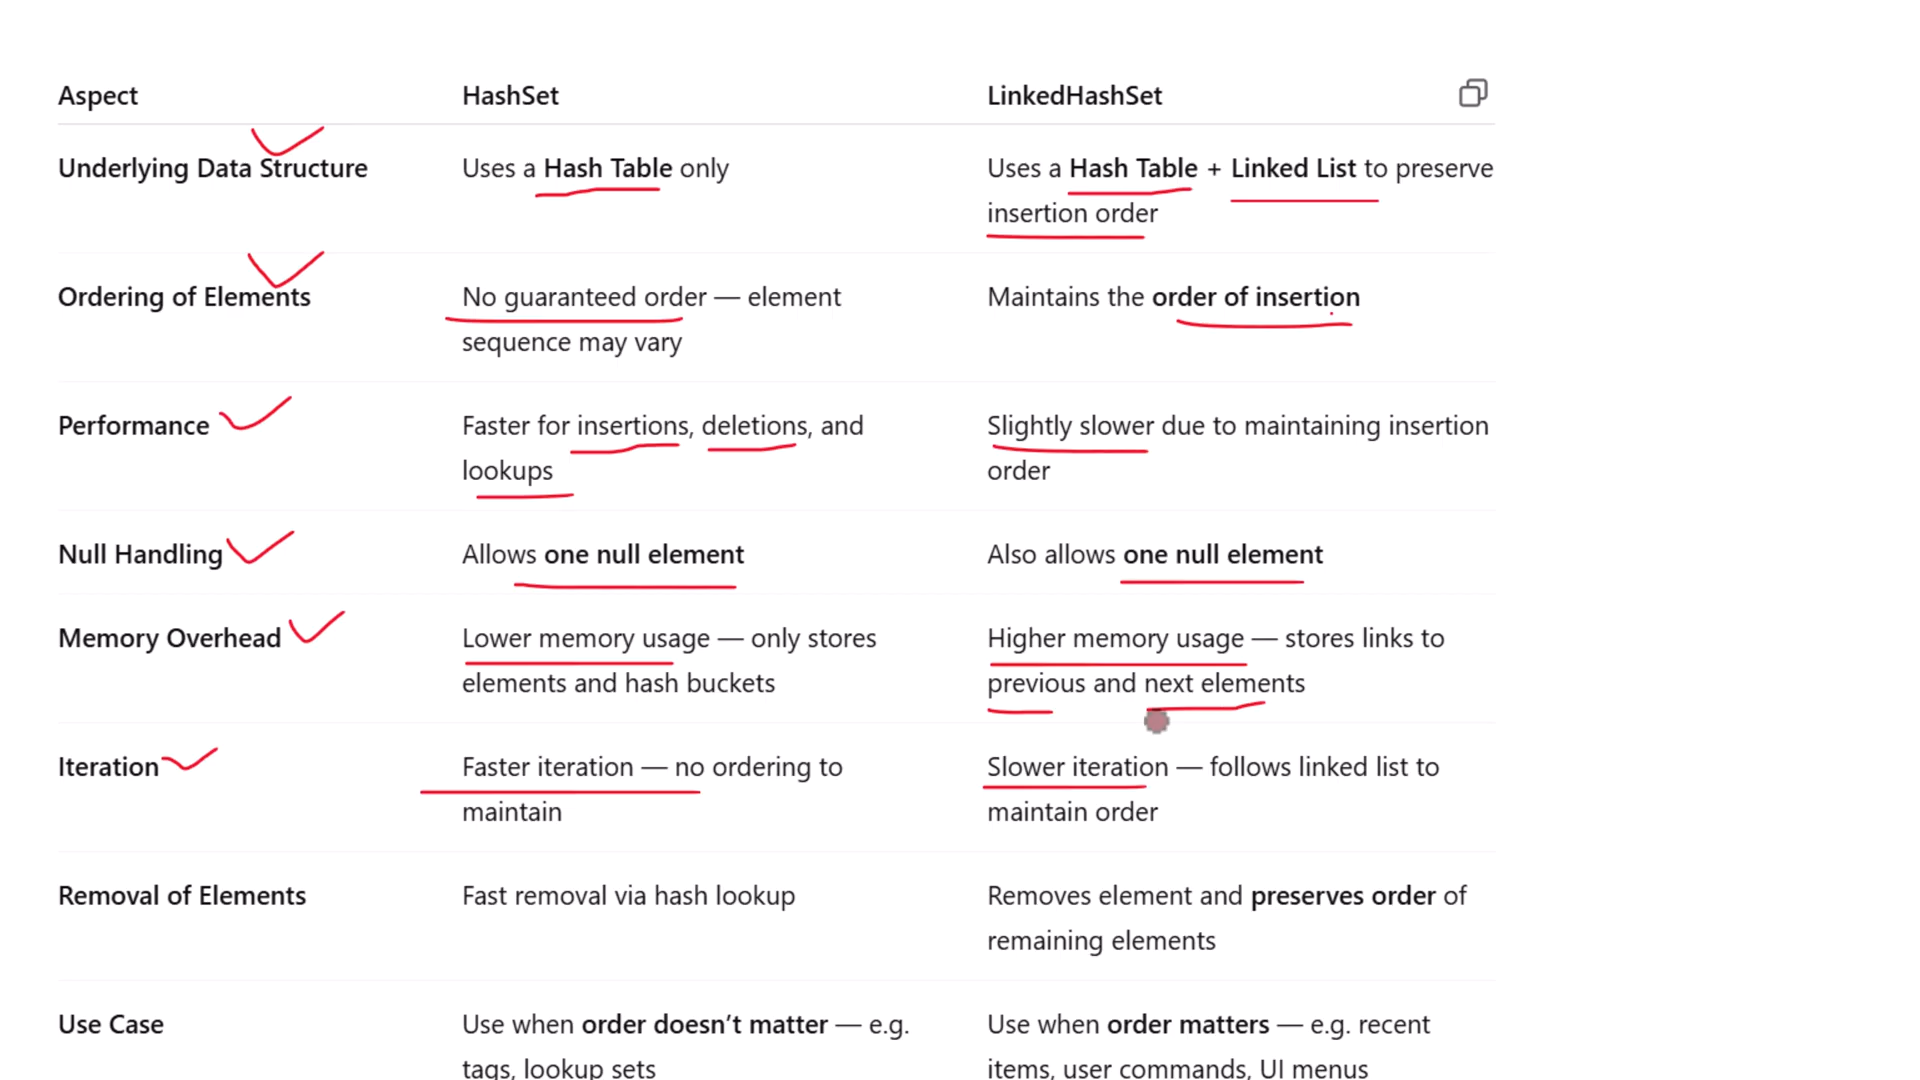 Aspect HashSet LinkedHashSet
Underlying Data Structure Uses a Hash Table only Uses a Hash Table + Linked List to preserve
insertion order
Ordering of Elements No guaranteed order — element Maintains the order of insertion
sequence may vary
Performance Faster for insertions, deletions, and Slightly slower due to maintaining insertion
lookups order
Null Handling Allows one null element Also allows one null element
Memory Overhead Lower memory usage — only stores Higher memory usage — stores links to
elements and hash buckets previous and next elements
Iteration Faster iteration — no ordering to Slower iteration — follows linked list to
maintain maintain order
Removal of Elements Fast removal via hash lookup Removes element and preserves order of
remaining elements
Use Case Use when order doesn’t matter — e.g. Use when order matters — e.g. recent
tags, lookup sets items, user commands, UI menus